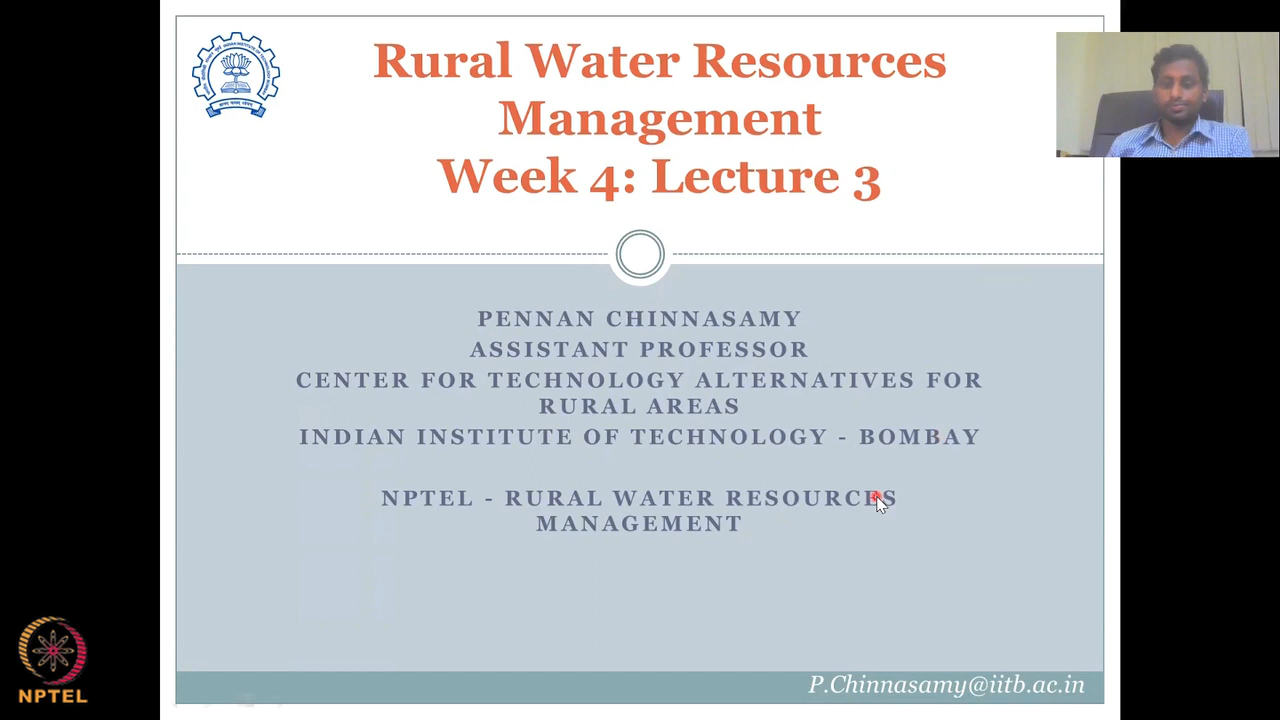 Rural Water Resources
Management
Week 4: Lecture 3
PENNAN CHINNASAMY
ASSISTANT PROFESSOR
CENTER FOR TECHNOLOGY ALTERNATIVES FOR
RURAL AREAS
INDIAN INSTITUTE OF TECHNOLOGY - BOMBAY
NPTEL - RURAL WATER RESOURCES
MANAGEMENT
P.Chinnasamy@iitb.ac.in
NPTEL